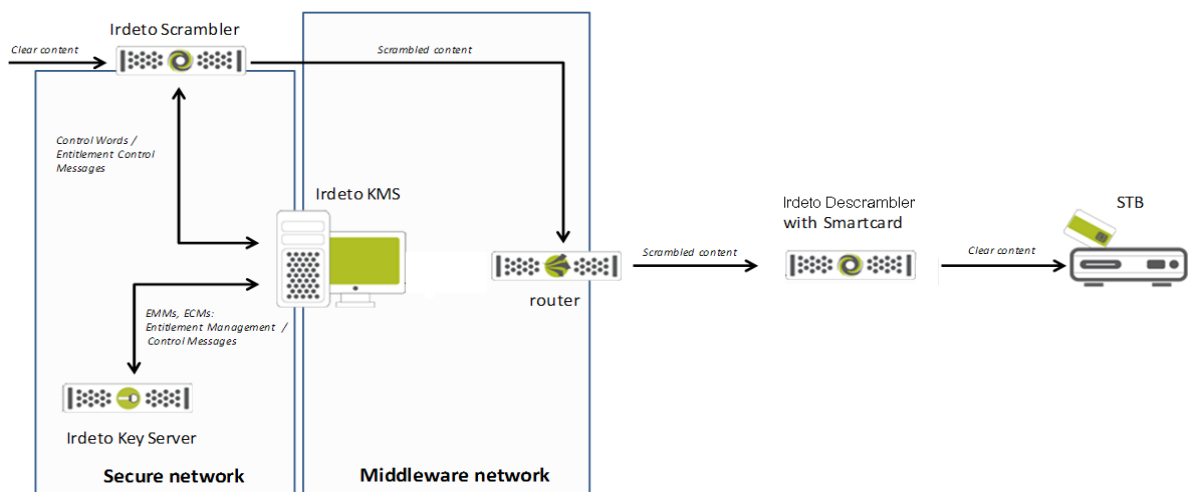 Irdeto Scrambler
Clear content
Scrambled content
Control Words /
Entitlement Control
Messages
Irdeto KMS
Irdeto Descrambler
with Smartcard
STB
Scrambled content
Clear content
router
EMMs, ECMs:
Entitlement Management /
Control Messages
Irdeto Key Server
Secure network
Middleware network